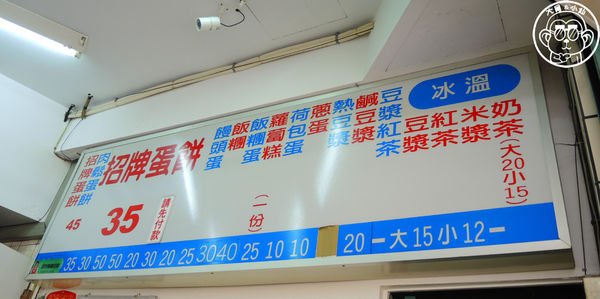 冰溫
奶茶(大20小15)
米漿
紅茶
豆漿
豆漿紅茶
鹹豆漿
熱豆漿
蔥蛋
荷包蛋
蘿蔔糕(一份)
飯糰蛋
飯糰
饅頭蛋
請先付款
招牌蛋餅
35
肉鬆蛋餅
招牌蛋餅 45
35 30 50 50 20 30 20 25 30 40 25 10 10 20 一大15小12一